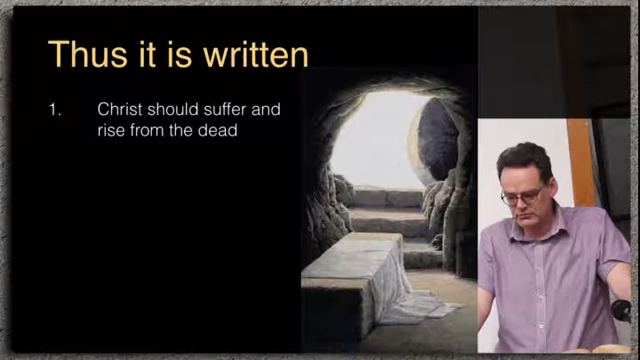 Thus it is written
1. Christ should suffer and
rise from the dead